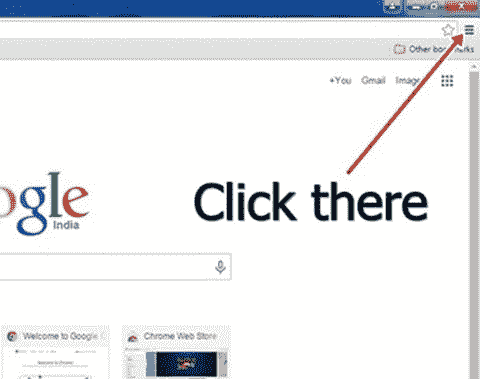 Other bookmarks
+You Gmail Images
ogle
India
Click there
Welcome to Google
Chrome Web Store